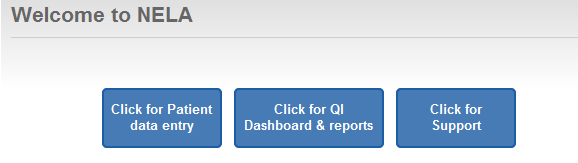 Welcome to NELA
Click for Patient
data entry
Click for QI
Dashboard & reports
Click for
Support